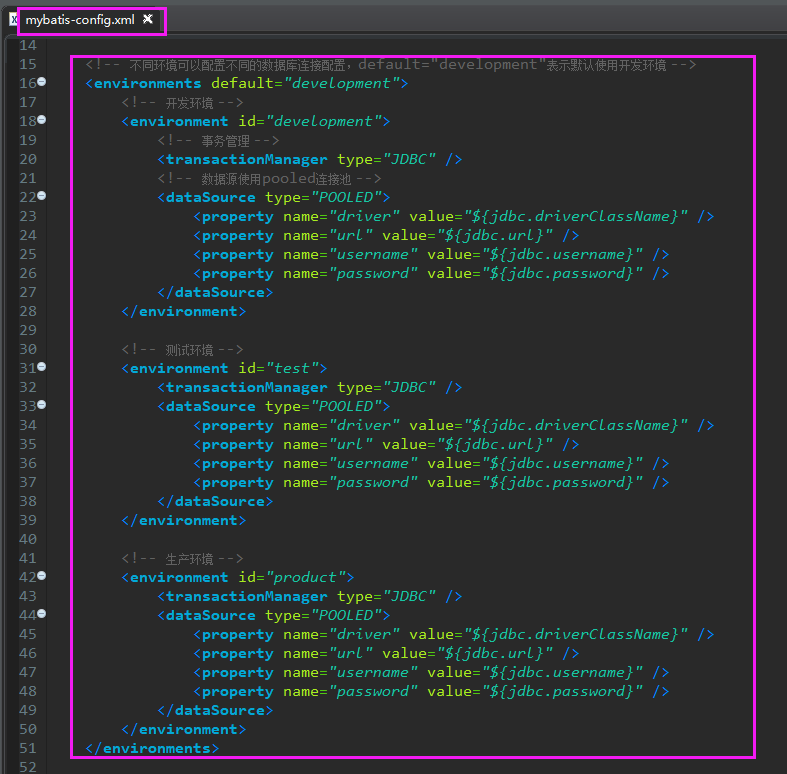 mybatis-config.xml
14
15 <!-- 不同环境可以配置不同的数据库连接配置，default="development"表示默认使用开发环境 -->
16 <environments default="development">
17 <!-- 开发环境 -->
18 <environment id="development">
19 <!-- 事务管理 -->
20 <transactionManager type="JDBC" />
21 <!-- 数据源使用pooled连接池 -->
22 <dataSource type="POOLED">
23 <property name="driver" value="${jdbc.driverClassName}" />
24 <property name="url" value="${jdbc.url}" />
25 <property name="username" value="${jdbc.username}" />
26 <property name="password" value="${jdbc.password}" />
27 </dataSource>
28 </environment>
29
30 <!-- 测试环境 -->
31 <environment id="test">
32 <transactionManager type="JDBC" />
33 <dataSource type="POOLED">
34 <property name="driver" value="${jdbc.driverClassName}" />
35 <property name="url" value="${jdbc.url}" />
36 <property name="username" value="${jdbc.username}" />
37 <property name="password" value="${jdbc.password}" />
38 </dataSource>
39 </environment>
40
41 <!-- 生产环境 -->
42 <environment id="product">
43 <transactionManager type="JDBC" />
44 <dataSource type="POOLED">
45 <property name="driver" value="${jdbc.driverClassName}" />
46 <property name="url" value="${jdbc.url}" />
47 <property name="username" value="${jdbc.username}" />
48 <property name="password" value="${jdbc.password}" />
49 </dataSource>
50 </environment>
51 </environments>
52